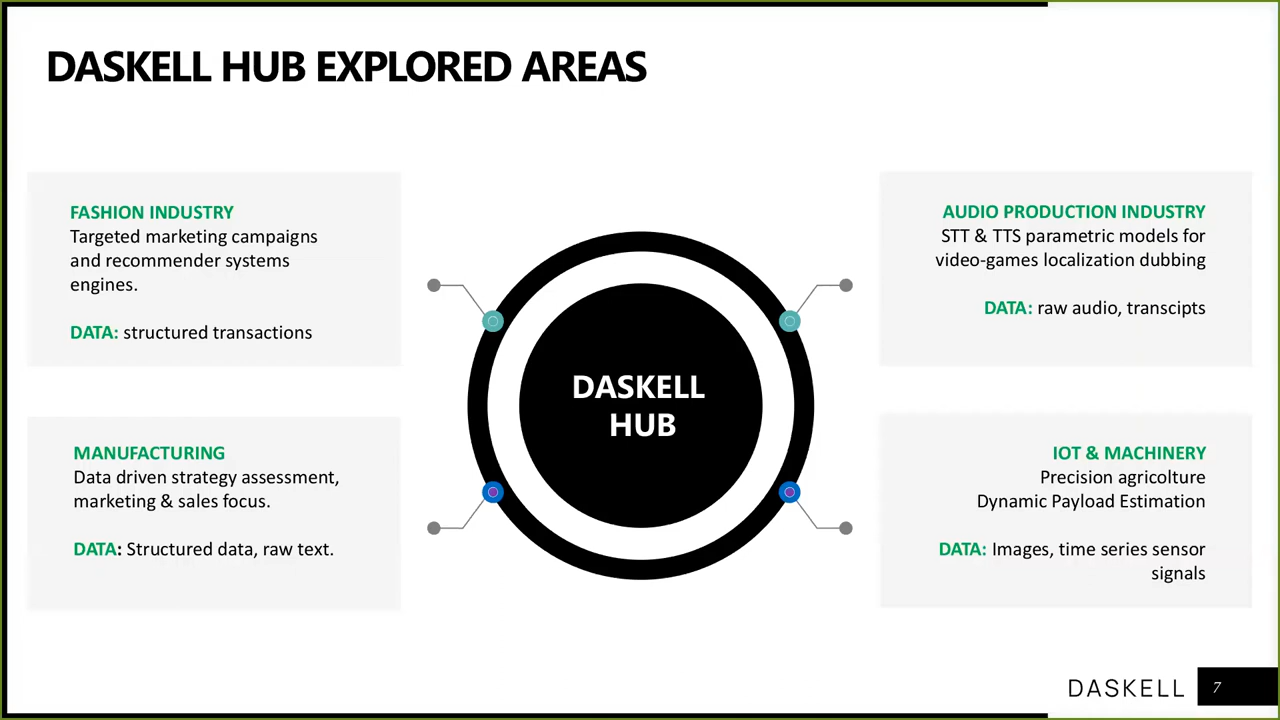 DASKELL HUB EXPLORED AREAS
FASHION INDUSTRY
Targeted marketing campaigns
and recommender systems
engines.
DATA: structured transactions
AUDIO PRODUCTION INDUSTRY
STT & TTS parametric models for
video-games localization dubbing
DATA: raw audio, transcipts
DASKELL
HUB
MANUFACTURING
Data driven strategy assessment,
marketing & sales focus.
DATA: Structured data, raw text.
IOT & MACHINERY
Precision agricolture
Dynamic Payload Estimation
DATA: Images, time series sensor
signals
DASKELL
7